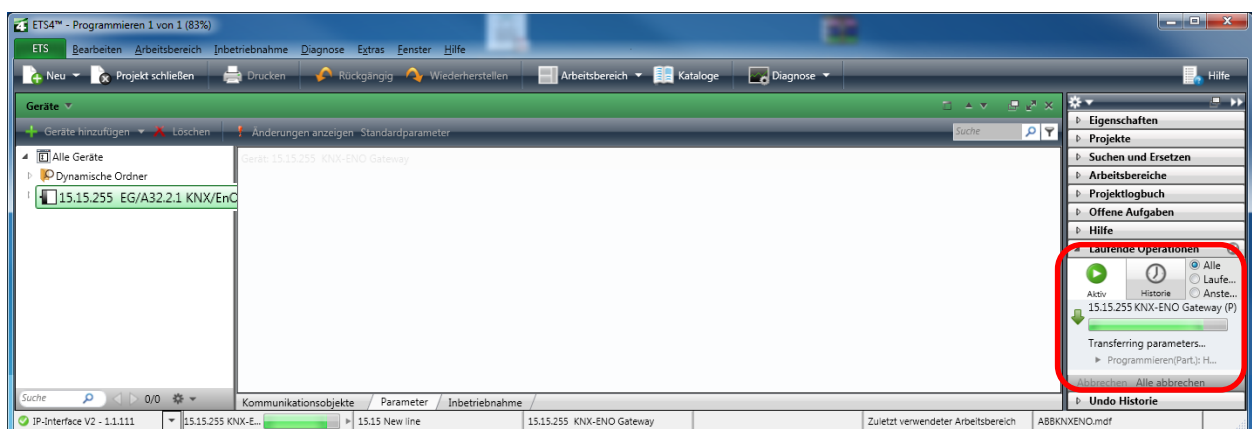 ETS4™ - Programmieren 1 von 1 (83%)
ETS Bearbeiten Arbeitsbereich Inbetriebnahme Diagnose Extras Fenster Hilfe
Neu Projekt schließen Drucken Rückgängig Wiederherstellen Arbeitsbereich Kataloge Diagnose Hilfe
Geräte
Geräte hinzufügen Löschen Änderungen anzeigen Standardparameter Suche
Alle Geräte
Dynamische Ordner
15.15.255 EG/A32.2.1 KNX/EnO
Gerät: 15.15.255 KNX-ENO Gateway
Eigenschaften
Projekte
Suchen und Ersetzen
Arbeitsbereiche
Projektlogbuch
Offene Aufgaben
Hilfe
Laufende Operationen
Aktiv
Historie
Alle
Laufe...
Anste...
15.15.255 KNX-ENO Gateway (P)
Transferring parameters...
Programmieren(Part.): H...
Abbrechen Alle abbrechen
Undo Historie
Suche 0/0
Kommunikationsobjekte Parameter Inbetriebnahme
IP-Interface V2 - 1.1.111 15.15.255 KNX-E... 15.15 New line 15.15.255 KNX-ENO Gateway Zuletzt verwendeter Arbeitsbereich ABBKNXENO.mdf